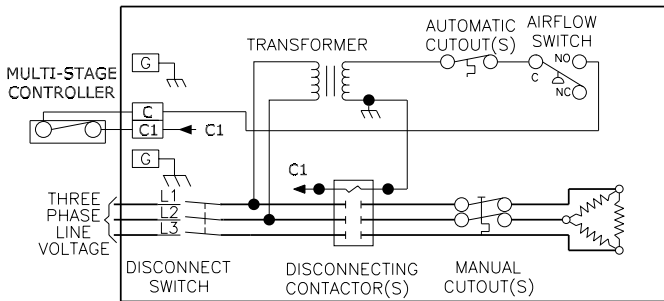 AUTOMATIC
CUTOUT(S)
AIRFLOW
SWITCH
TRANSFORMER
NO
C
NC
G
MULTI-STAGE
CONTROLLER
C
C1
C1
G
C1
THREE
PHASE
LINE
VOLTAGE
L1
L2
L3
DISCONNECT
SWITCH
DISCONNECTING
CONTACTOR(S)
MANUAL
CUTOUT(S)